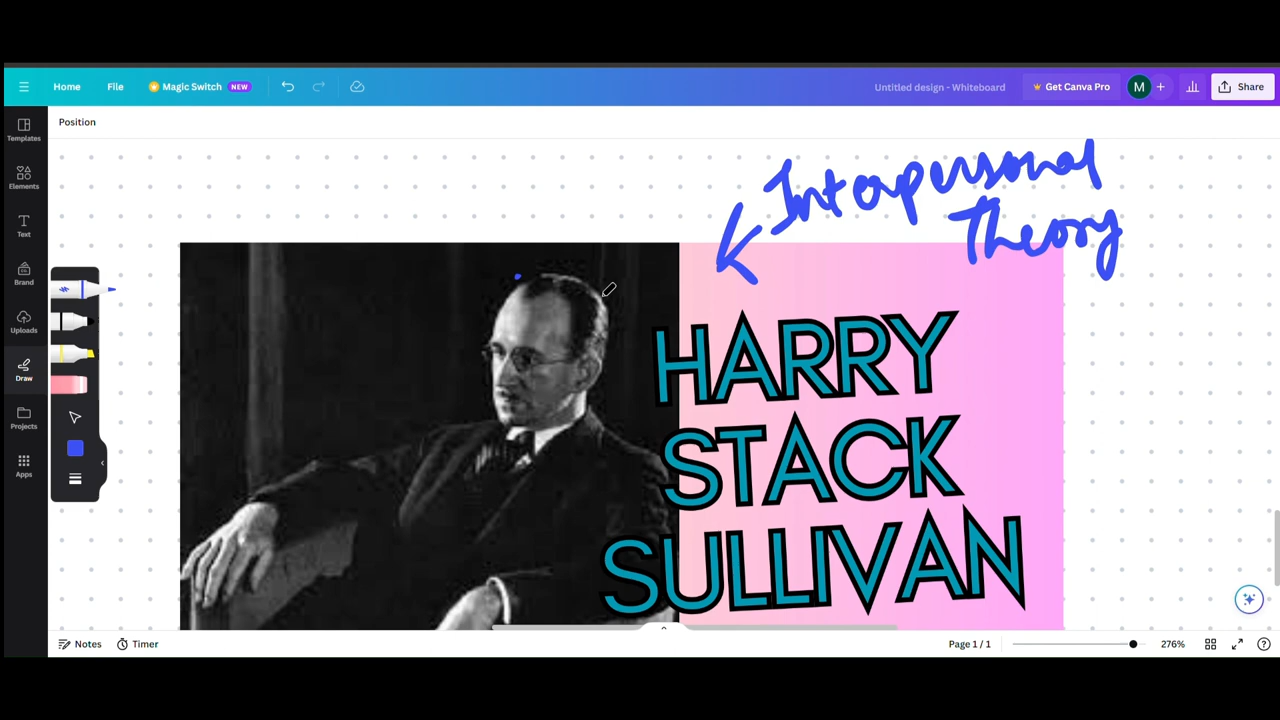 Home File Magic Switch NEW Untitled design - Whiteboard Get Canva Pro M + Share
Position
Templates
Elements
Text
Brand
Uploads
Draw
Projects
Apps
Interpersonal
Theory
HARRY
STACK
SULLIVAN
Notes Timer Page 1 / 1 276%